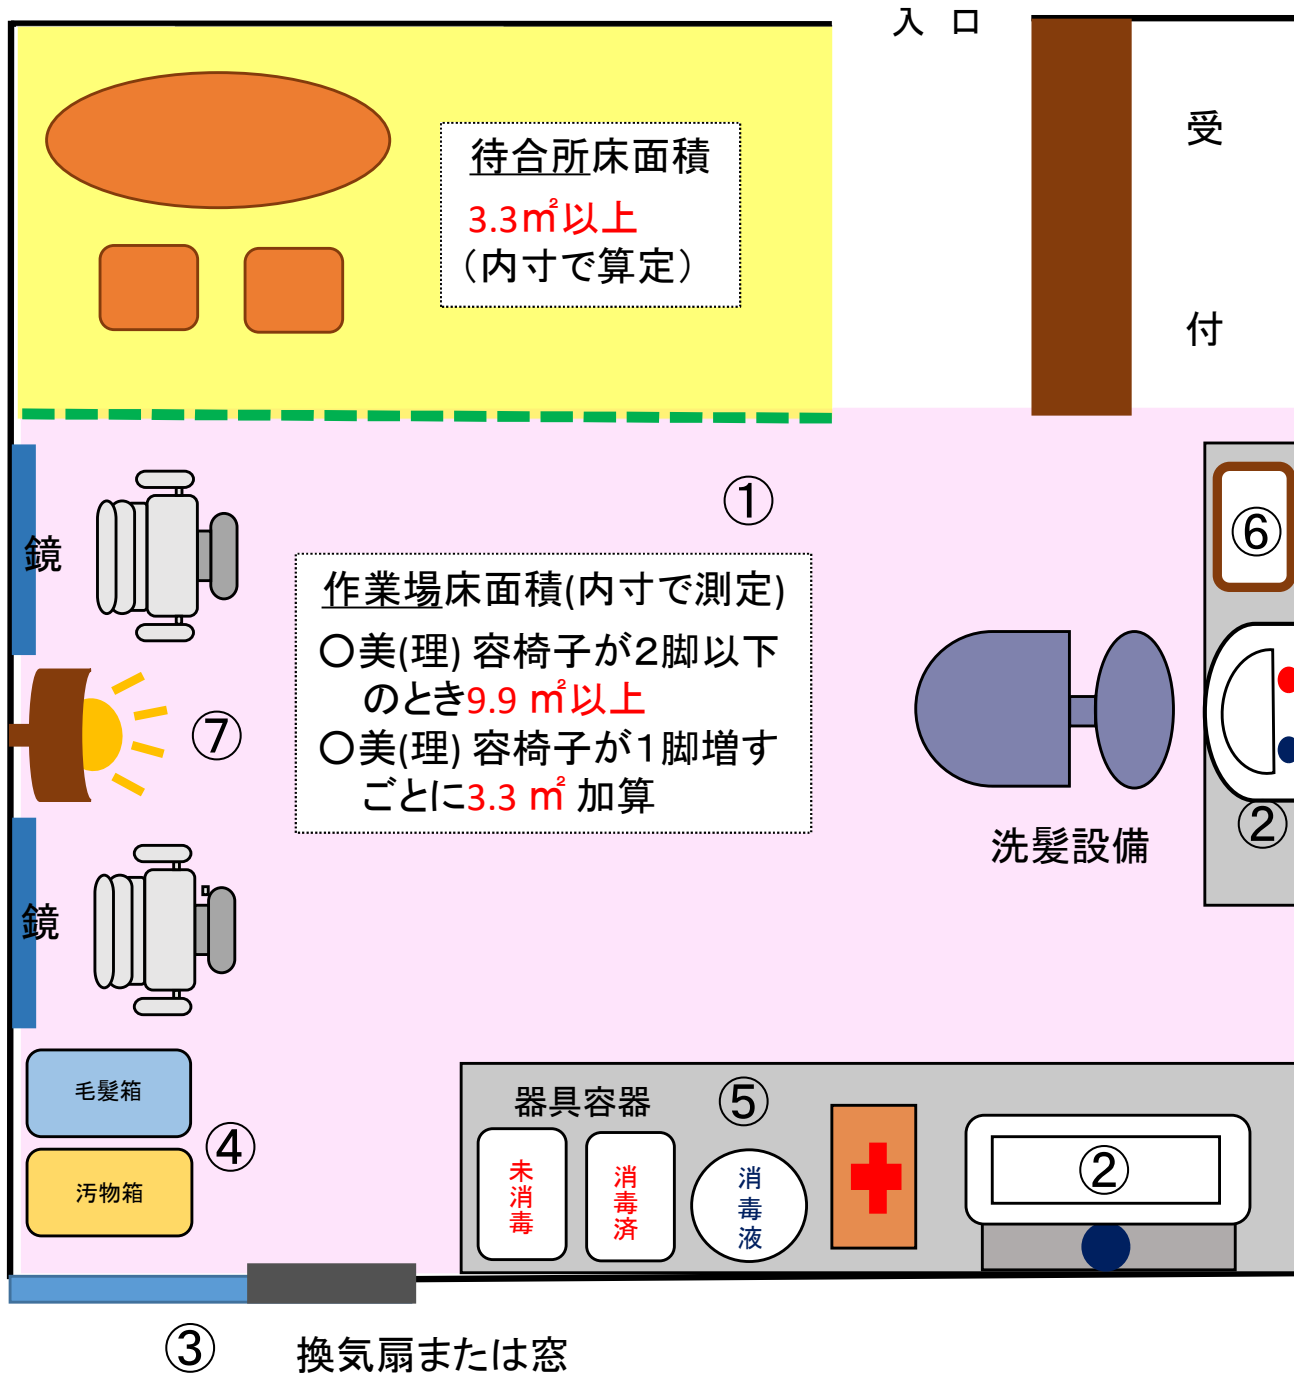 入 口
受
付
待合所床面積
3.3㎡以上
（内寸で算定）
①
鏡
作業場床面積(内寸で測定)
〇美(理) 容椅子が２脚以下
のとき9.9 ㎡以上
〇美(理) 容椅子が１脚増す
ごとに3.3 ㎡ 加算
⑥
⑦
②
洗髪設備
鏡
毛髪箱
④
汚物箱
器具容器
⑤
未消毒
消毒済
消毒液
②
③
換気扇または窓